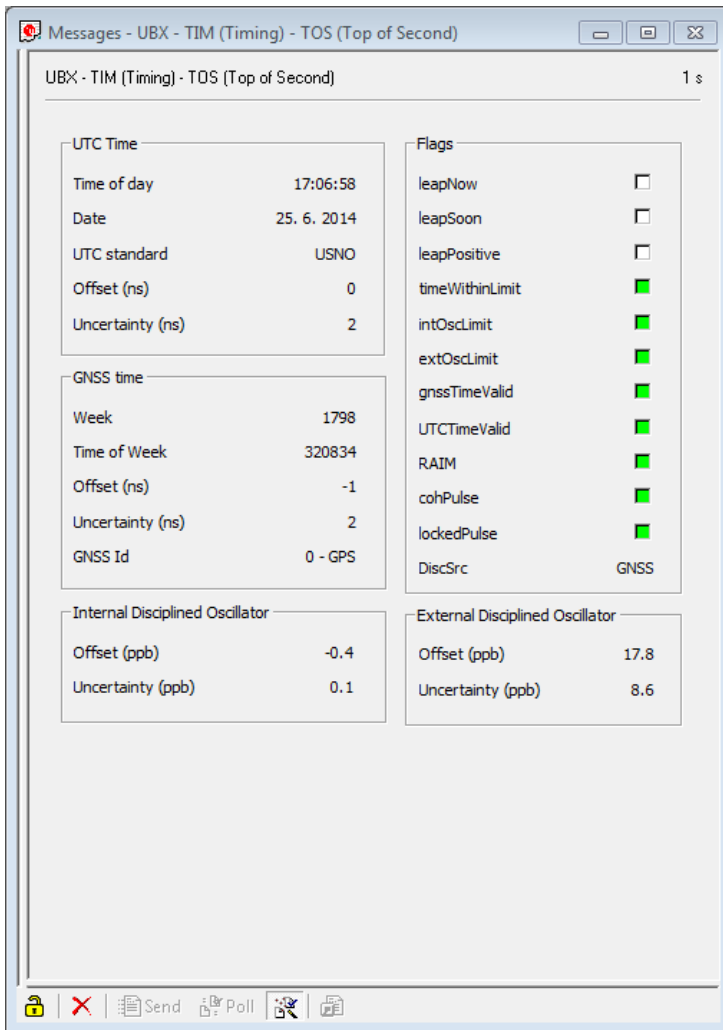 Messages - UBX - TIM (Timing) - TOS (Top of Second)
UBX - TIM (Timing) - TOS (Top of Second) 1 s
UTC Time
Time of day 17:06:58
Date 25. 6. 2014
UTC standard USNO
Offset (ns) 0
Uncertainty (ns) 2
GNSS time
Week 1798
Time of Week 320834
Offset (ns) -1
Uncertainty (ns) 2
GNSS Id 0 - GPS
Internal Disciplined Oscillator
Offset (ppb) -0.4
Uncertainty (ppb) 0.1
Flags
leapNow
leapSoon
leapPositive
timeWithinLimit
intOscLimit
extOscLimit
gnssTimeValid
UTCTimeValid
RAIM
cohPulse
lockedPulse
DiscSrc GNSS
External Disciplined Oscillator
Offset (ppb) 17.8
Uncertainty (ppb) 8.6
Send Poll